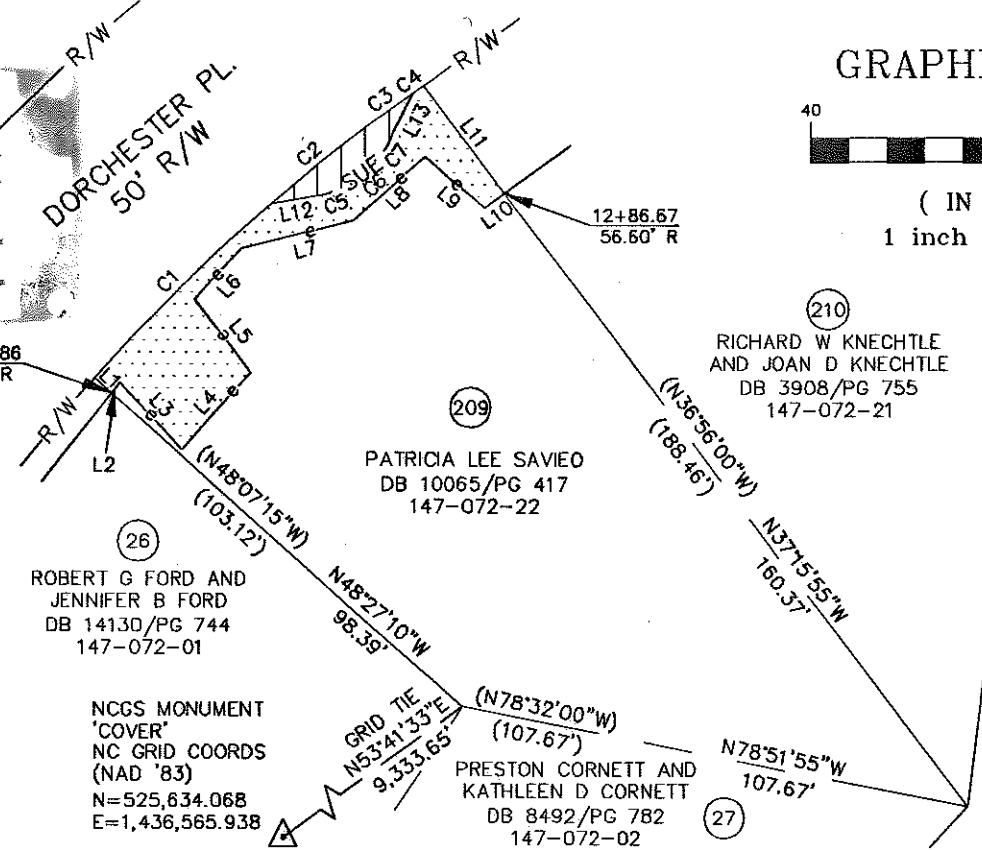 R/W
DORCHESTER PL.
50' R/W
C3
C4
R/W
C2
L13
L11
SUE
C7
C6
L8
L9
L12
C5
L10
L7
C1
L6
L5
12+86.67
56.60' R
GRAPHI
40
( IN
1 inch
86
R
R/W
L1
L2
L3
L4
210
RICHARD W KNECHTLE
AND JOAN D KNECHTLE
DB 3908/PG 755
147-072-21
209
PATRICIA LEE SAVIEO
DB 10065/PG 417
147-072-22
(N36°56'00"W)
(188.46')
N37°15'55"W
160.37'
(N48°07'15"W)
(103.12')
N48°27'10"W
98.39'
26
ROBERT G FORD AND
JENNIFER B FORD
DB 14130/PG 744
147-072-01
NCGS MONUMENT
'COVER'
NC GRID COORDS
(NAD '83)
N=525,634.068
E=1,436,565.938
GRID TIE
N53°41'33"E
9,333.65'
(N78°32'00"W)
(107.67')
N78°51'55"W
107.67'
PRESTON CORNETT AND
KATHLEEN D CORNETT
DB 8492/PG 782
147-072-02
27